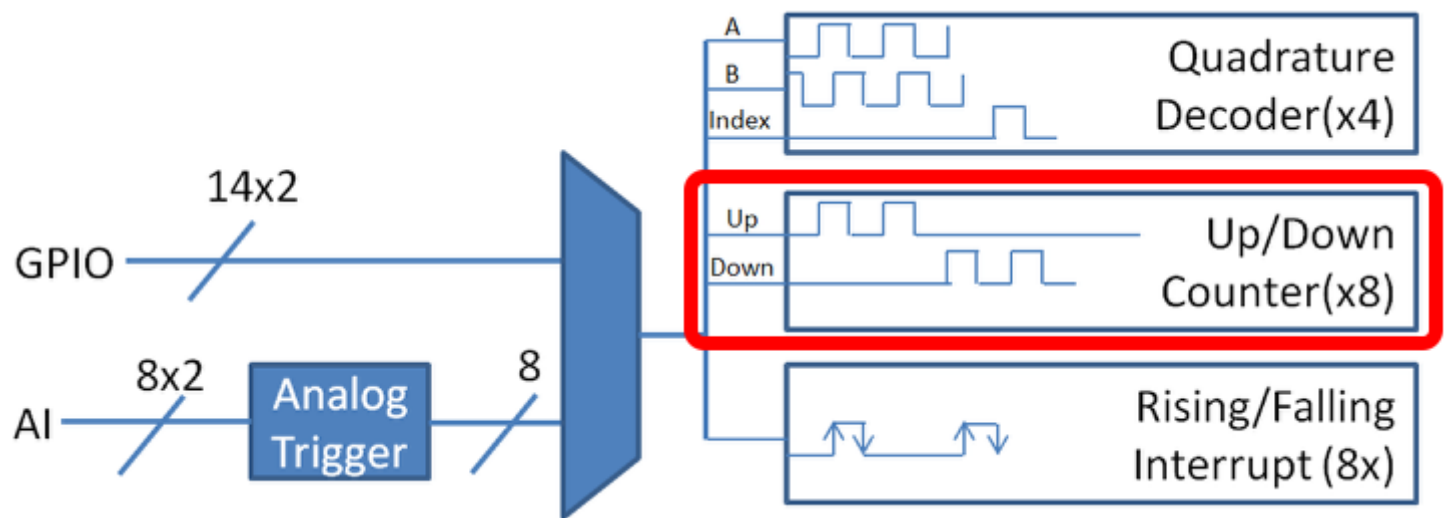 GPIO
14x2
AI
8x2
Analog
Trigger
8
A
B
Index
Quadrature
Decoder(x4)
Up
Down
Up/Down
Counter(x8)
Rising/Falling
Interrupt (8x)